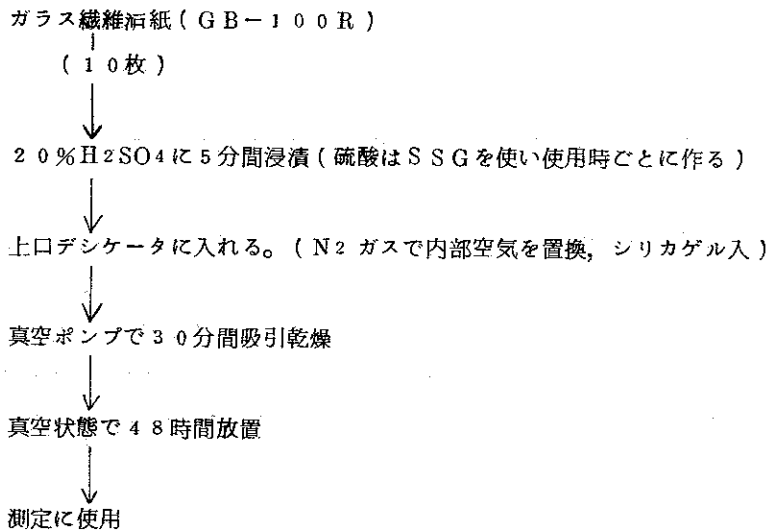 ガラス繊維沪紙(GB-100R)
(10枚)
20%H2SO4に5分間浸漬(硫酸はSSGを使い使用時ごとに作る)
上口デシケータに入れる。(N2ガスで内部空気を置換,シリカゲル入)
真空ポンプで30分間吸引乾燥
真空状態で48時間放置
測定に使用